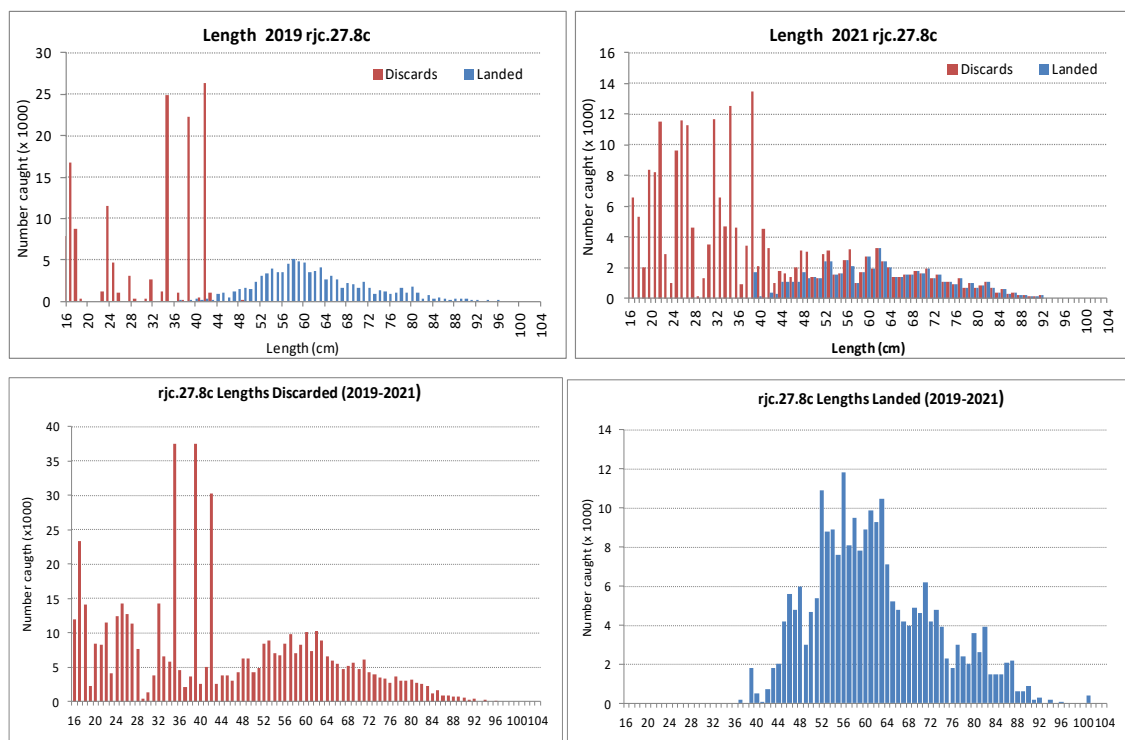 Length 2019 rjc.27.8c
Discards Landed
Number caught (x 1000)
30
25
20
15
10
5
0
16 20 24 28 32 36 40 44 48 52 56 60 64 68 72 76 80 84 88 92 96 100 104
Length (cm)
Length 2021 rjc.27.8c
Discards Landed
Number caught (x 1000)
16
14
12
10
8
6
4
2
0
16 20 24 28 32 36 40 44 48 52 56 60 64 68 72 76 80 84 88 92 96 100 104
Length (cm)
rjc.27.8c Lengths Discarded (2019-2021)
Number caugth (x1000)
40
35
30
25
20
15
10
5
0
16 20 24 28 32 36 40 44 48 52 56 60 64 68 72 76 80 84 88 92 96 100 104
rjc.27.8c Lengths Landed (2019-2021)
Number caught (x 1000)
14
12
10
8
6
4
2
0
16 20 24 28 32 36 40 44 48 52 56 60 64 68 72 76 80 84 88 92 96 100 104